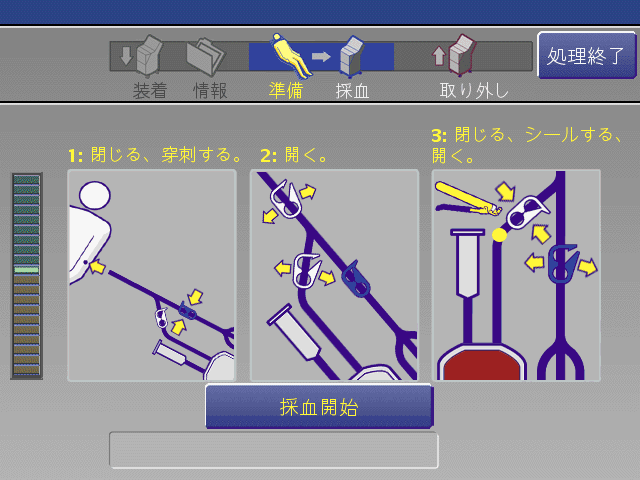 処理終了
装着 情報 準備 採血 取り外し
1: 閉じる、穿刺する。
2: 開く。
3: 閉じる、シールする、
開く。
採血開始